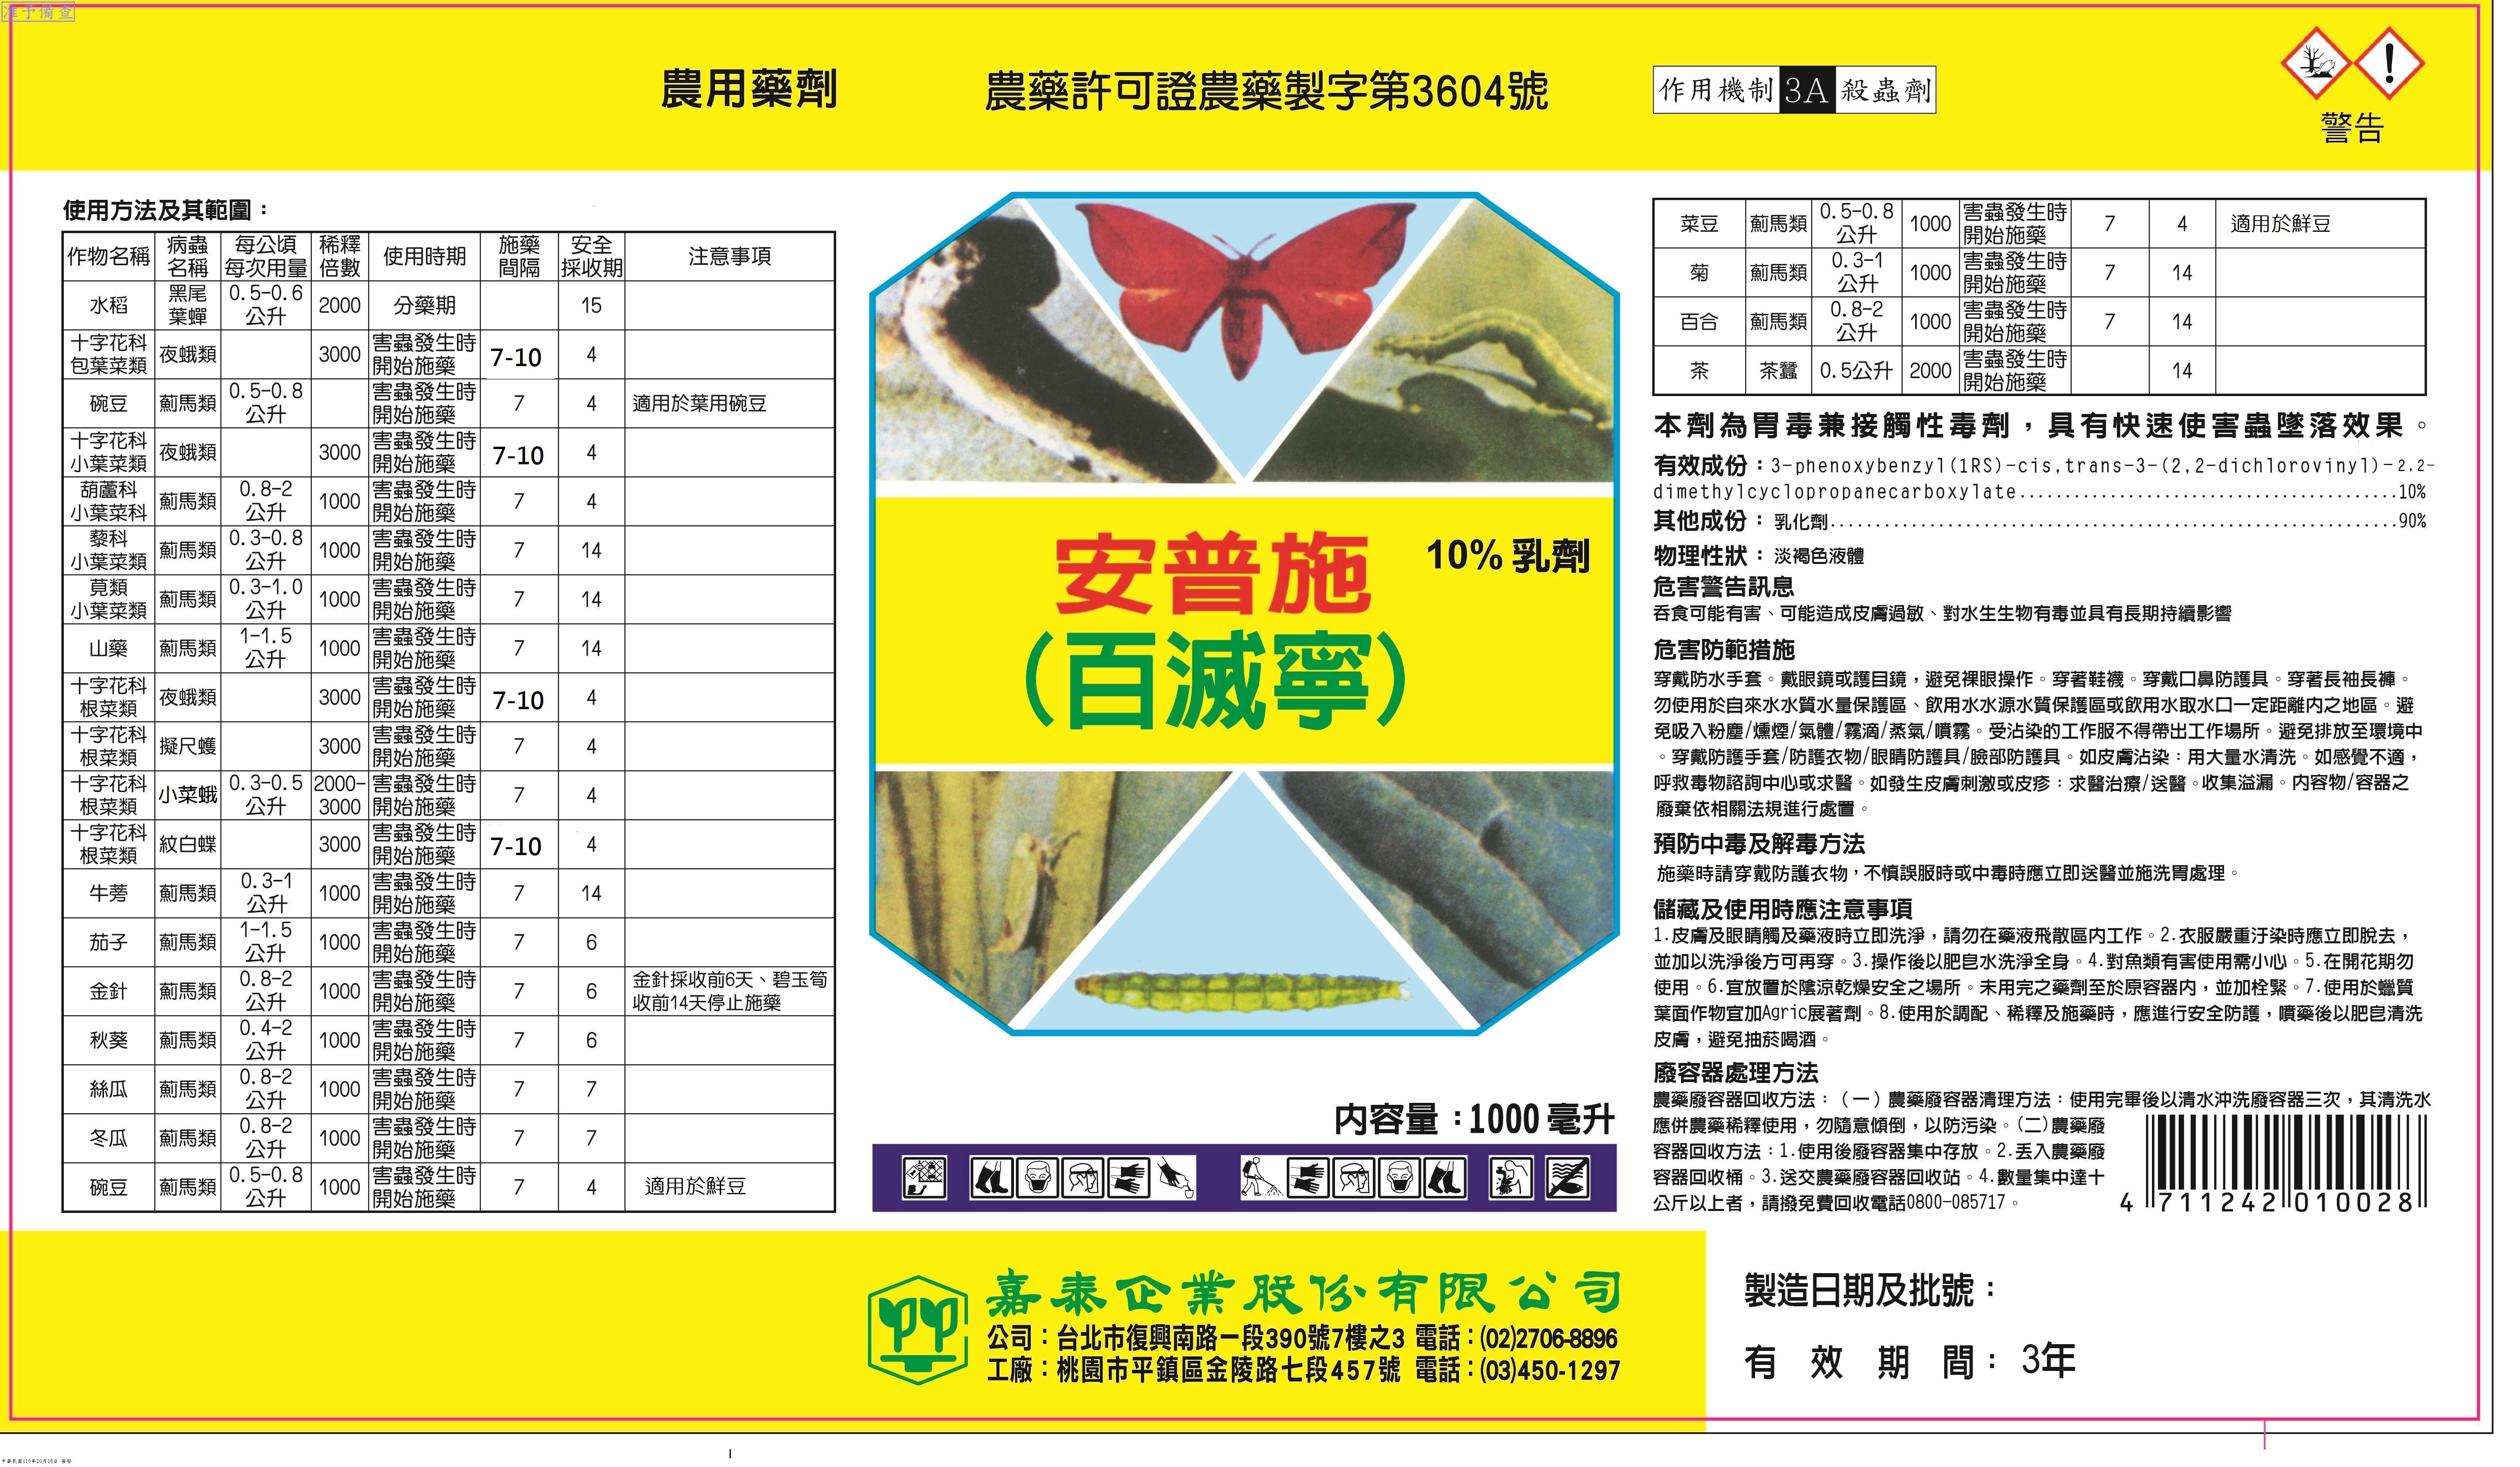 准予備查
農用藥劑
農藥許可證農藥製字第3604號
作用機制 3A 殺蟲劑
警告
使用方法及其範圍：
作物名稱 病蟲名稱 每公頃每次用量 稀釋倍數 使用時期 施藥間隔 安全採收期 注意事項
水稻 黑尾葉蟬 0.5-0.6公升 2000 分藥期 15
十字花科包葉菜類 夜蛾類 3000 害蟲發生時開始施藥 7-10 4
碗豆 薊馬類 0.5-0.8公升 害蟲發生時開始施藥 7 4 適用於葉用碗豆
十字花科小葉菜類 夜蛾類 3000 害蟲發生時開始施藥 7-10 4
葫蘆科小葉菜科 薊馬類 0.8-2公升 1000 害蟲發生時開始施藥 7 4
藜科小葉菜類 薊馬類 0.3-0.8公升 1000 害蟲發生時開始施藥 7 14
莧類小葉菜類 薊馬類 0.3-1.0公升 1000 害蟲發生時開始施藥 7 14
山藥 薊馬類 1-1.5公升 1000 害蟲發生時開始施藥 7 14
十字花科根菜類 夜蛾類 3000 害蟲發生時開始施藥 7-10 4
十字花科根菜類 擬尺蠖 3000 害蟲發生時開始施藥 7 4
十字花科根菜類 小菜蛾 0.3-0.5公升 2000-3000 害蟲發生時開始施藥 7 4
十字花科根菜類 紋白蝶 3000 害蟲發生時開始施藥 7-10 4
牛蒡 薊馬類 0.3-1公升 1000 害蟲發生時開始施藥 7 14
茄子 薊馬類 1-1.5公升 1000 害蟲發生時開始施藥 7 6
金針 薊馬類 0.8-2公升 1000 害蟲發生時開始施藥 7 6 金針採收前6天、碧玉筍收前14天停止施藥
秋葵 薊馬類 0.4-2公升 1000 害蟲發生時開始施藥 7 6
絲瓜 薊馬類 0.8-2公升 1000 害蟲發生時開始施藥 7 7
冬瓜 薊馬類 0.8-2公升 1000 害蟲發生時開始施藥 7 7
碗豆 薊馬類 0.5-0.8公升 1000 害蟲發生時開始施藥 7 4 適用於鮮豆
安普施 10% 乳劑
（百滅寧）
內容量：1000 毫升
菜豆 薊馬類 0.5-0.8公升 1000 害蟲發生時開始施藥 7 4 適用於鮮豆
菊 薊馬類 0.3-1公升 1000 害蟲發生時開始施藥 7 14
百合 薊馬類 0.8-2公升 1000 害蟲發生時開始施藥 7 14
茶 茶蠶 0.5公升 2000 害蟲發生時開始施藥 14
本劑為胃毒兼接觸性毒劑，具有快速使害蟲墜落效果。
有效成份：3-phenoxybenzyl(1RS)-cis,trans-3-(2,2-dichlorovinyl)-2,2-
dimethylcyclopropanecarboxylate..........................................10%
其他成份：乳化劑...............................................................90%
物理性狀：淡褐色液體
危害警告訊息
吞食可能有害、可能造成皮膚過敏、對水生生物有毒並具有長期持續影響
危害防範措施
穿戴防水手套。戴眼鏡或護目鏡，避免裸眼操作。穿著鞋襪。穿戴口鼻防護具。穿著長袖長褲。
勿使用於自來水水質水量保護區、飲用水水源水質保護區或飲用水取水口一定距離內之地區。避
免吸入粉塵/燻煙/氣體/霧滴/蒸氣/噴霧。受沾染的工作服不得帶出工作場所。避免排放至環境中
。穿戴防護手套/防護衣物/眼睛防護具/臉部防護具。如皮膚沾染：用大量水清洗。如感覺不適，
呼救毒物諮詢中心或求醫。如發生皮膚刺激或皮疹：求醫治療/送醫。收集溢漏。內容物/容器之
廢棄依相關法規進行處置。
預防中毒及解毒方法
施藥時請穿戴防護衣物，不慎誤服時或中毒時應立即送醫並施洗胃處理。
儲藏及使用時應注意事項
1.皮膚及眼睛觸及藥液時立即洗淨，請勿在藥液飛散區內工作。2.衣服嚴重汙染時應立即脫去，
並加以洗淨後方可再穿。3.操作後以肥皂水洗淨全身。4.對魚類有害使用需小心。5.在開花期勿
使用。6.宜放置於陰涼乾燥安全之場所。未用完之藥劑至於原容器內，並加栓緊。7.使用於蠟質
葉面作物宜加Agric展著劑。8.使用於調配、稀釋及施藥時，應進行安全防護，噴藥後以肥皂清洗
皮膚，避免抽菸喝酒。
廢容器處理方法
農藥廢容器回收方法：（一）農藥廢容器清理方法：使用完畢後以清水沖洗廢容器三次，其清洗水
應併農藥稀釋使用，勿隨意傾倒，以防污染。（二）農藥廢
容器回收方法：1.使用後廢容器集中存放。2.丟入農藥廢
容器回收桶。3.送交農藥廢容器回收站。4.數量集中達十
公斤以上者，請撥免費回收電話0800-085717。
4 711242 010028
嘉泰企業股份有限公司
公司：台北市復興南路一段390號7樓之3 電話：(02)2706-8896
工廠：桃園市平鎮區金陵路七段457號 電話：(03)450-1297
製造日期及批號：
有效期間：3年
中華民國110年10月18日